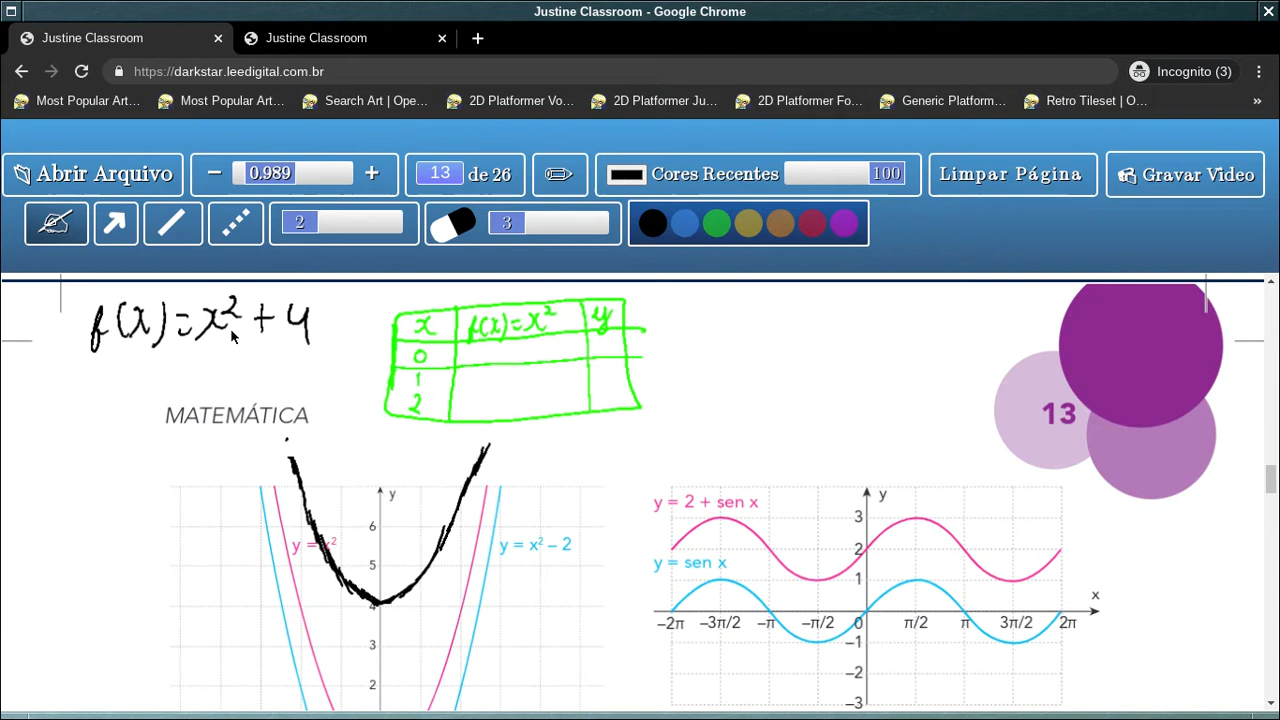 Justine Classroom - Google Chrome
Justine Classroom
Justine Classroom
https://darkstar.leedigital.com.br
Incognito (3)
Most Popular Art...
Most Popular Art...
Search Art | Ope...
2D Platformer Vo...
2D Platformer Ju...
2D Platformer Fo...
Generic Platform...
Retro Tileset | O...
»
Abrir Arquivo
− 0.989 +
13 de 26
Cores Recentes 100
Limpar Página
Gravar Video
2
3
f(x)=x²+4
x f(x)=x² y
0
1
2
MATEMÁTICA
13
y
6
5
4
3
2
y = x²
y = x² – 2
y = 2 + sen x
y = sen x
y
3
2
1
x
–2π –3π/2 –π –π/2 0 π/2 π 3π/2 2π
–1
–2
–3